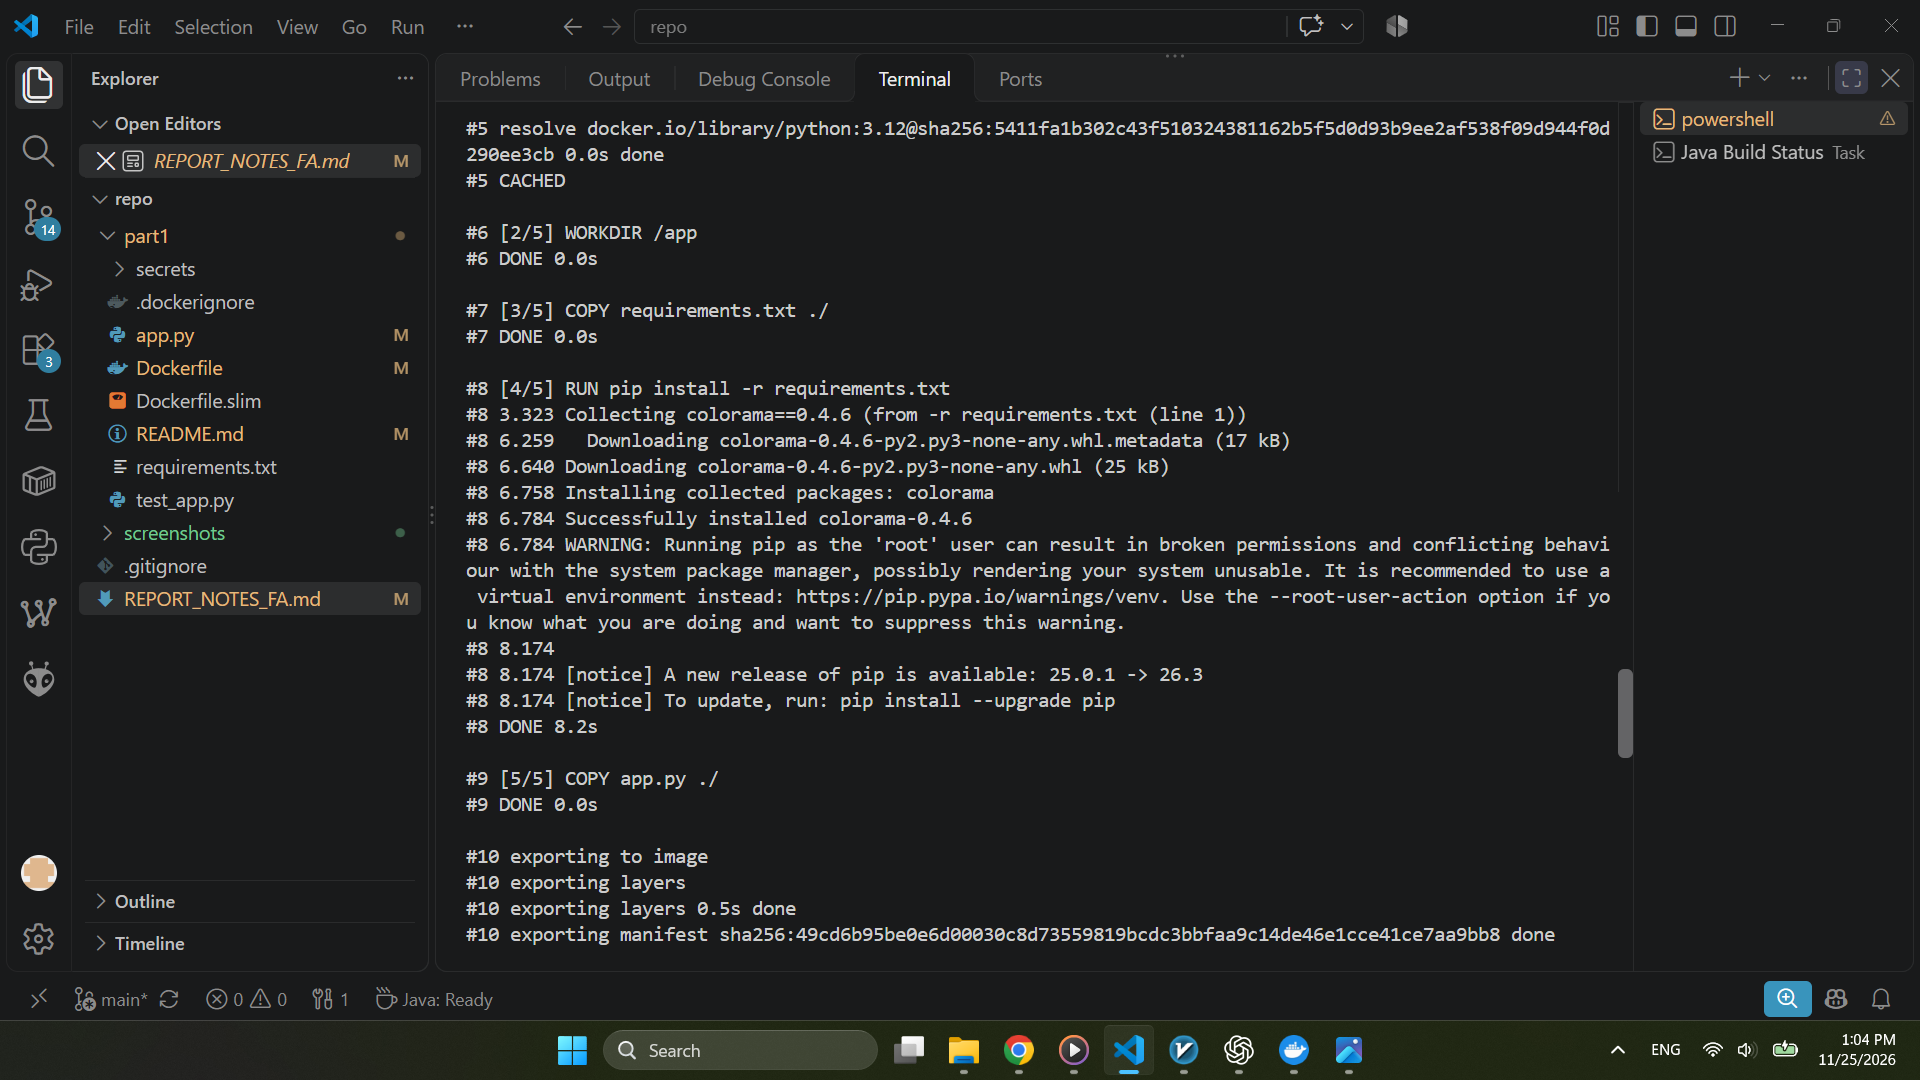 File Edit Selection View Go Run ···
repo
Explorer
Open Editors
REPORT_NOTES_FA.md M
repo
part1
secrets
.dockerignore
app.py M
Dockerfile M
Dockerfile.slim
README.md M
requirements.txt
test_app.py
screenshots
.gitignore
REPORT_NOTES_FA.md M
Outline
Timeline
14
3
Problems Output Debug Console Terminal Ports
#5 resolve docker.io/library/python:3.12@sha256:5411fa1b302c43f510324381162b5f5d0d93b9ee2af538f09d944f0d
290ee3cb 0.0s done
#5 CACHED
#6 [2/5] WORKDIR /app
#6 DONE 0.0s
#7 [3/5] COPY requirements.txt ./
#7 DONE 0.0s
#8 [4/5] RUN pip install -r requirements.txt
#8 3.323 Collecting colorama==0.4.6 (from -r requirements.txt (line 1))
#8 6.259   Downloading colorama-0.4.6-py2.py3-none-any.whl.metadata (17 kB)
#8 6.640 Downloading colorama-0.4.6-py2.py3-none-any.whl (25 kB)
#8 6.758 Installing collected packages: colorama
#8 6.784 Successfully installed colorama-0.4.6
#8 6.784 WARNING: Running pip as the 'root' user can result in broken permissions and conflicting behavi
our with the system package manager, possibly rendering your system unusable. It is recommended to use a
 virtual environment instead: https://pip.pypa.io/warnings/venv. Use the --root-user-action option if yo
u know what you are doing and want to suppress this warning.
#8 8.174
#8 8.174 [notice] A new release of pip is available: 25.0.1 -> 26.3
#8 8.174 [notice] To update, run: pip install --upgrade pip
#8 DONE 8.2s
#9 [5/5] COPY app.py ./
#9 DONE 0.0s
#10 exporting to image
#10 exporting layers
#10 exporting layers 0.5s done
#10 exporting manifest sha256:49cd6b95be0e6d00030c8d73559819bcdc3bbfaa9c14de46e1cce41ce7aa9bb8 done
powershell
Java Build Status Task
main* 0 0 1 Java: Ready
Search
ENG
1:04 PM
11/25/2026